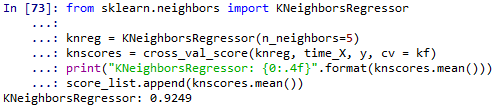 In [73]: from sklearn.neighbors import KNeighborsRegressor
...:
...: knreg = KNeighborsRegressor(n_neighbors=5)
...: knscores = cross_val_score(knreg, time_X, y, cv = kf)
...: print("KNeighborsRegressor: {0:.4f}".format(knscores.mean()))
...: score_list.append(knscores.mean())
KNeighborsRegressor: 0.9249